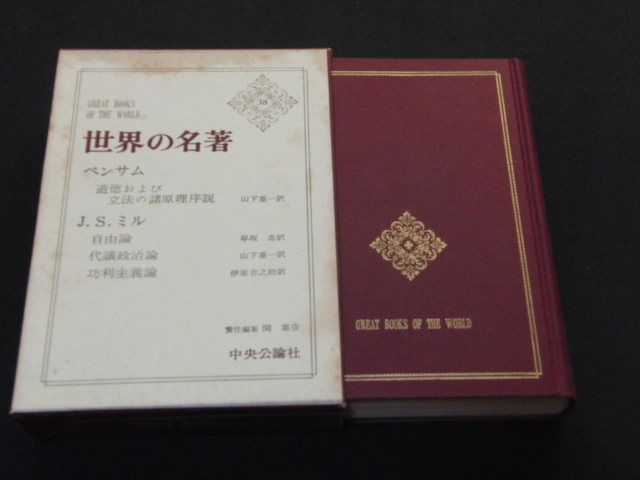 GREAT BOOKS
OF THE WORLD
38
世界の名著
ベンサム
道徳および
立法の諸原理序説 山下重一訳
J.S.ミル
自由論 早坂 忠訳
代議政治論 山下重一訳
功利主義論 伊原吉之助訳
責任編集 関 嘉彦
中央公論社
GREAT BOOKS OF THE WORLD